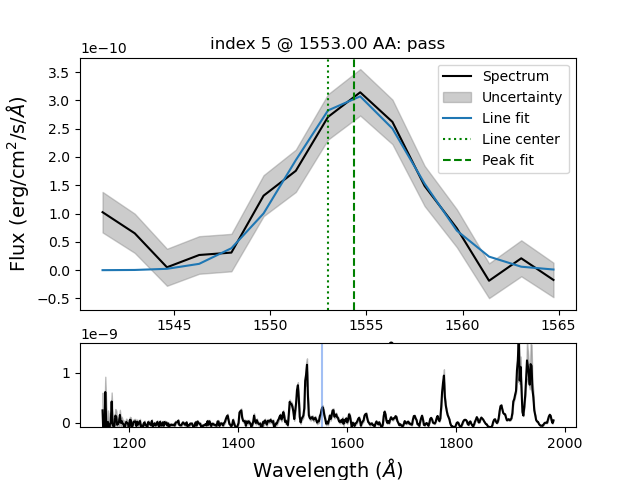 index 5 @ 1553.00 AA: pass
1e−10
Flux (erg/cm²/s/Å)
3.5
3.0
2.5
2.0
1.5
1.0
0.5
0.0
−0.5
Spectrum
Uncertainty
Line fit
Line center
Peak fit
1545 1550 1555 1560 1565
1e−9
1
0
1200 1400 1600 1800 2000
Wavelength (Å)